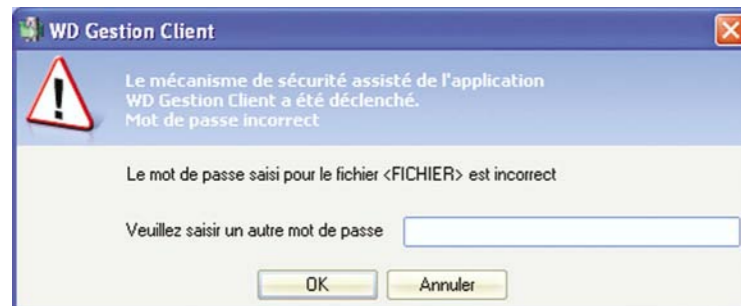 WD Gestion Client
Le mécanisme de sécurité assisté de l'application
WD Gestion Client a été déclenché.
Mot de passe incorrect
Le mot de passe saisi pour le fichier <FICHIER> est incorrect
Veuillez saisir un autre mot de passe
OK Annuler